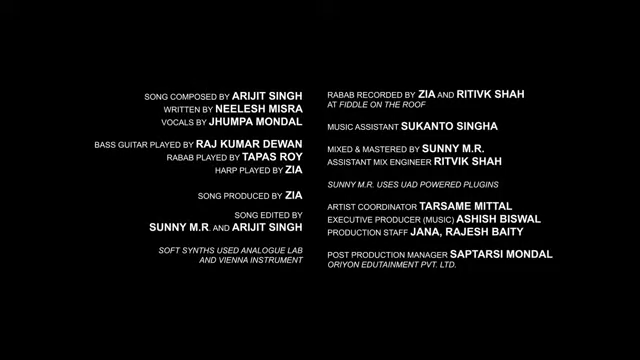 SONG COMPOSED BY ARIJIT SINGH
WRITTEN BY NEELESH MISRA
VOCALS BY JHUMPA MONDAL
BASS GUITAR PLAYED BY RAJ KUMAR DEWAN
RABAB PLAYED BY TAPAS ROY
HARP PLAYED BY ZIA
SONG PRODUCED BY ZIA
SONG EDITED BY
SUNNY M.R. AND ARIJIT SINGH
SOFT SYNTHS USED ANALOGUE LAB
AND VIENNA INSTRUMENT
RABAB RECORDED BY ZIA AND RITIVK SHAH
AT FIDDLE ON THE ROOF
MUSIC ASSISTANT SUKANTO SINGHA
MIXED & MASTERED BY SUNNY M.R.
ASSISTANT MIX ENGINEER RITVIK SHAH
SUNNY M.R. USES UAD POWERED PLUGINS
ARTIST COORDINATOR TARSAME MITTAL
EXECUTIVE PRODUCER (MUSIC) ASHISH BISWAL
PRODUCTION STAFF JANA, RAJESH BAITY
POST PRODUCTION MANAGER SAPTARSI MONDAL
ORIYON EDUTAINMENT PVT. LTD.